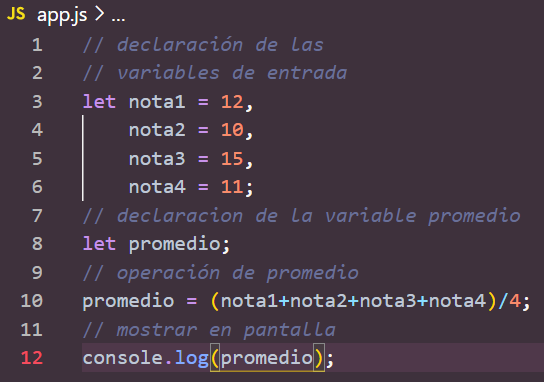 JS app.js > ...
1 // declaración de las
2 // variables de entrada
3 let nota1 = 12,
4     nota2 = 10,
5     nota3 = 15,
6     nota4 = 11;
7 // declaracion de la variable promedio
8 let promedio;
9 // operación de promedio
10 promedio = (nota1+nota2+nota3+nota4)/4;
11 // mostrar en pantalla
12 console.log(promedio);